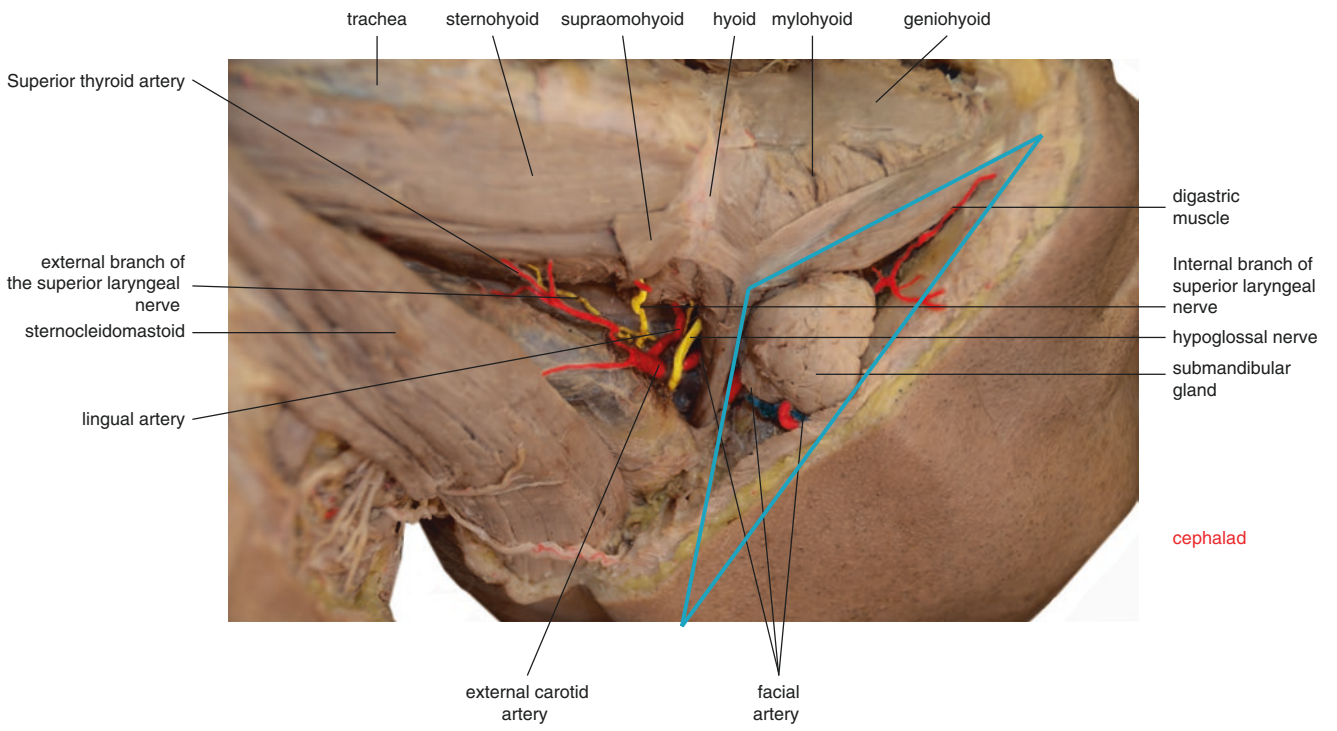 trachea
sternohyoid
supraomohyoid
hyoid
mylohyoid
geniohyoid
Superior thyroid artery
external branch of
the superior laryngeal
nerve
sternocleidomastoid
lingual artery
digastric
muscle
Internal branch of
superior laryngeal
nerve
hypoglossal nerve
submandibular
gland
cephalad
external carotid
artery
facial
artery